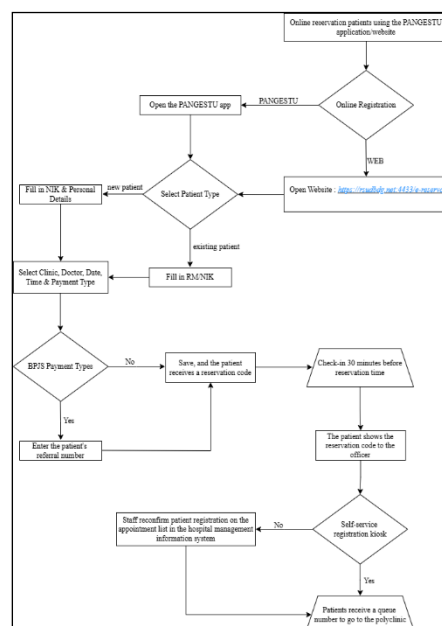 Online reservation patients using the PANGESTU
application/website
Online Registration
PANGESTU
Open the PANGESTU app
WEB
Open Website :
Select Patient Type
new patient
Fill in NIK & Personal
Details
existing patient
Fill in RM/NIK
Select Clinic, Doctor, Date,
Time & Payment Type
BPJS Payment Types
No
Save, and the patient
receives a reservation code
Check-in 30 minutes before
reservation time
Yes
Enter the patient's
referral number
The patient shows the
reservation code to the
officer
Self-service
registration kiosk
No
Staff reconfirm patient registration on the
appointment list in the hospital management
information system
Yes
Patients receive a queue
number to go to the polyclinic